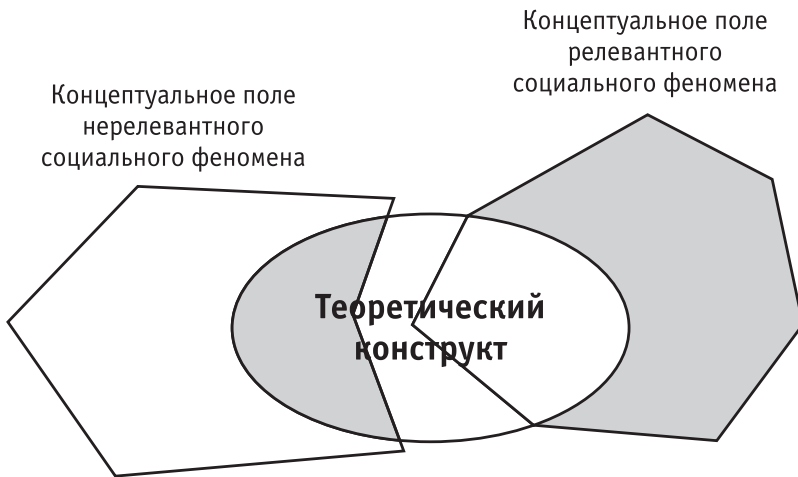 Концептуальное поле
релевантного
социального феномена
Концептуальное поле
нерелевантного
социального феномена
Теоретический
конструкт